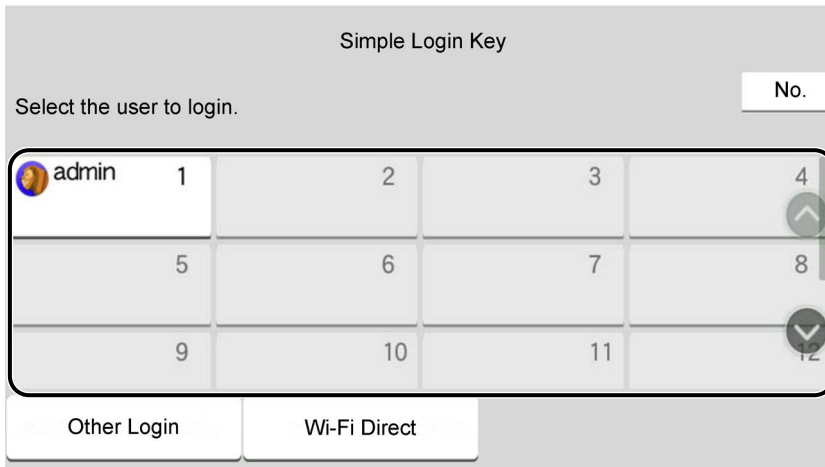 Simple Login Key
No.
Select the user to login.
admin 1 2 3 4
5 6 7 8
9 10 11 12
Other Login Wi-Fi Direct